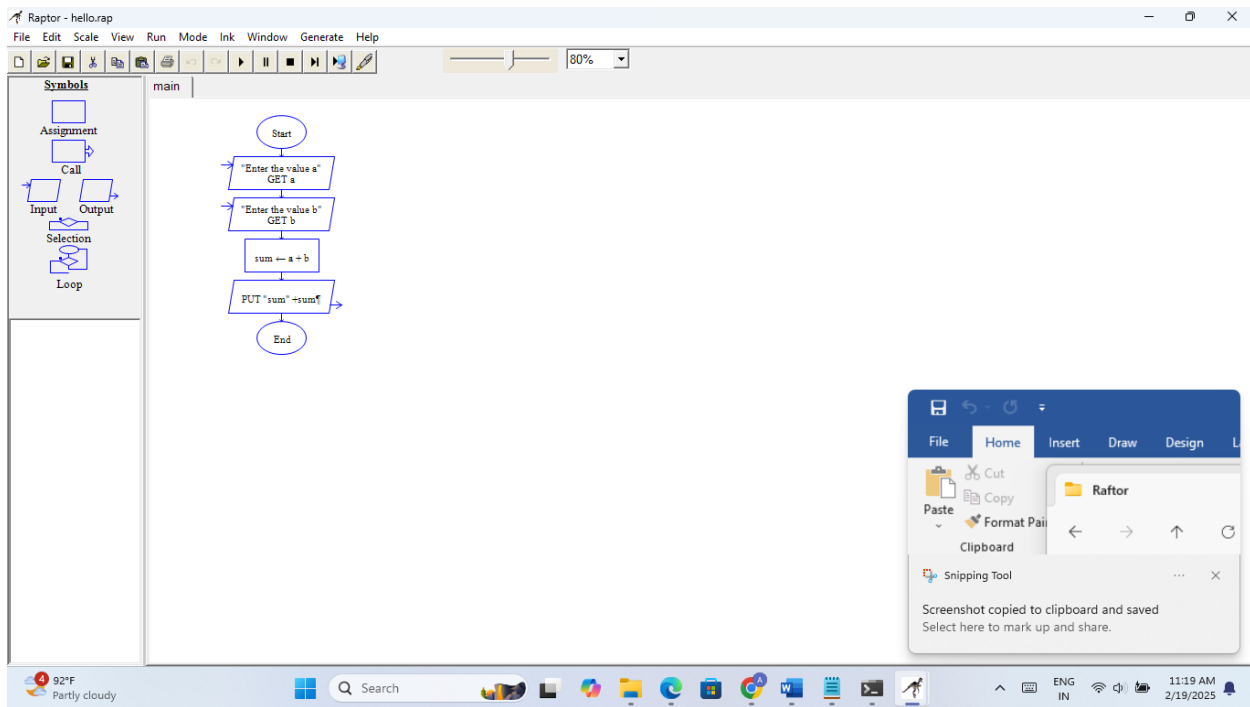 Raptor - hello.rap
File Edit Scale View Run Mode Ink Window Generate Help
80%
Symbols
Assignment
Call
Input Output
Selection
Loop
main
Start
"Enter the value a"
GET a
"Enter the value b"
GET b
sum ← a + b
PUT "sum" +sum¶
End
File Home Insert Draw Design
Cut
Copy
Paste
Format Pai
Clipboard
Raftor
Snipping Tool
Screenshot copied to clipboard and saved
Select here to mark up and share.
4
92°F
Partly cloudy
Search
A
ENG
IN
11:19 AM
2/19/2025